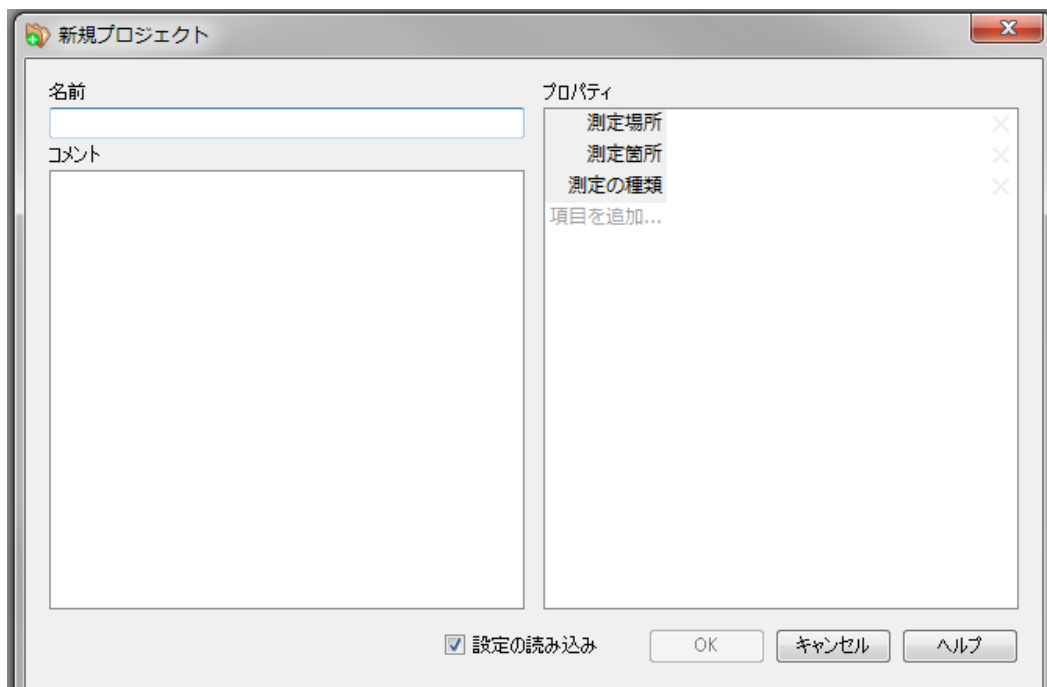 新規プロジェクト
名前
コメント
プロパティ
測定場所
測定箇所
測定の種類
項目を追加...
設定の読み込み
OK
キャンセル
ヘルプ